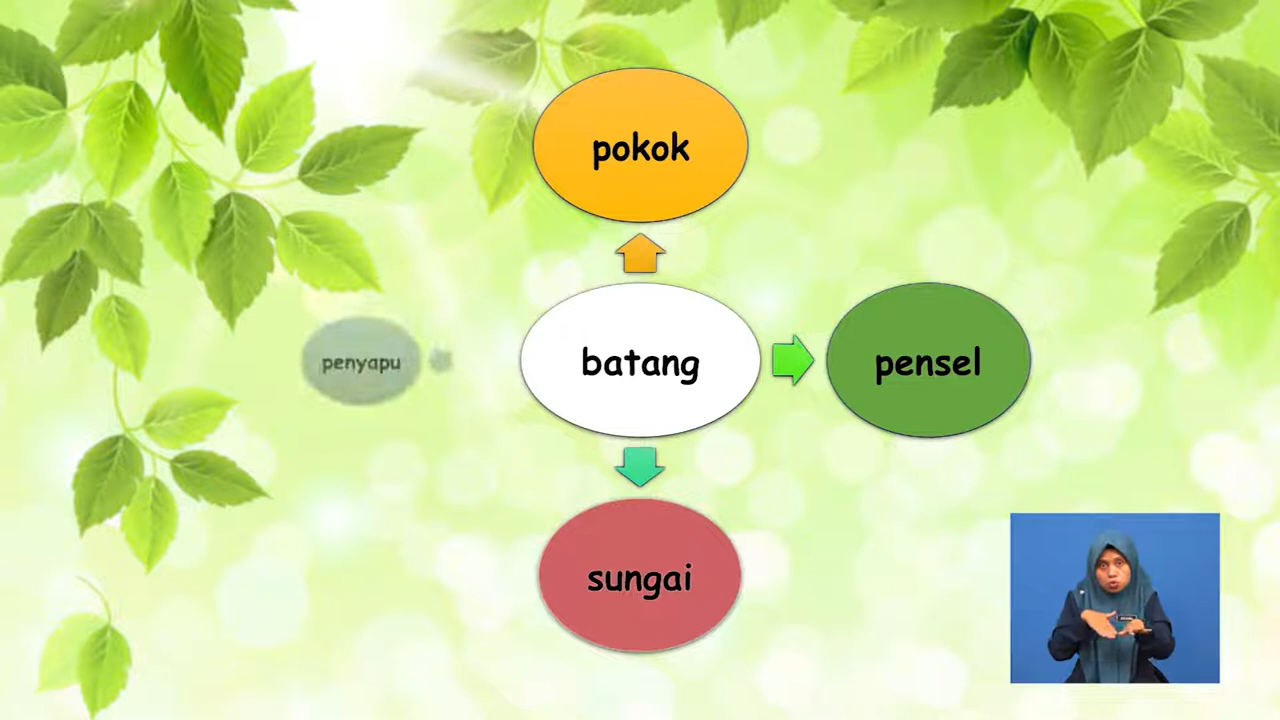 pokok
penyapu
batang
pensel
sungai